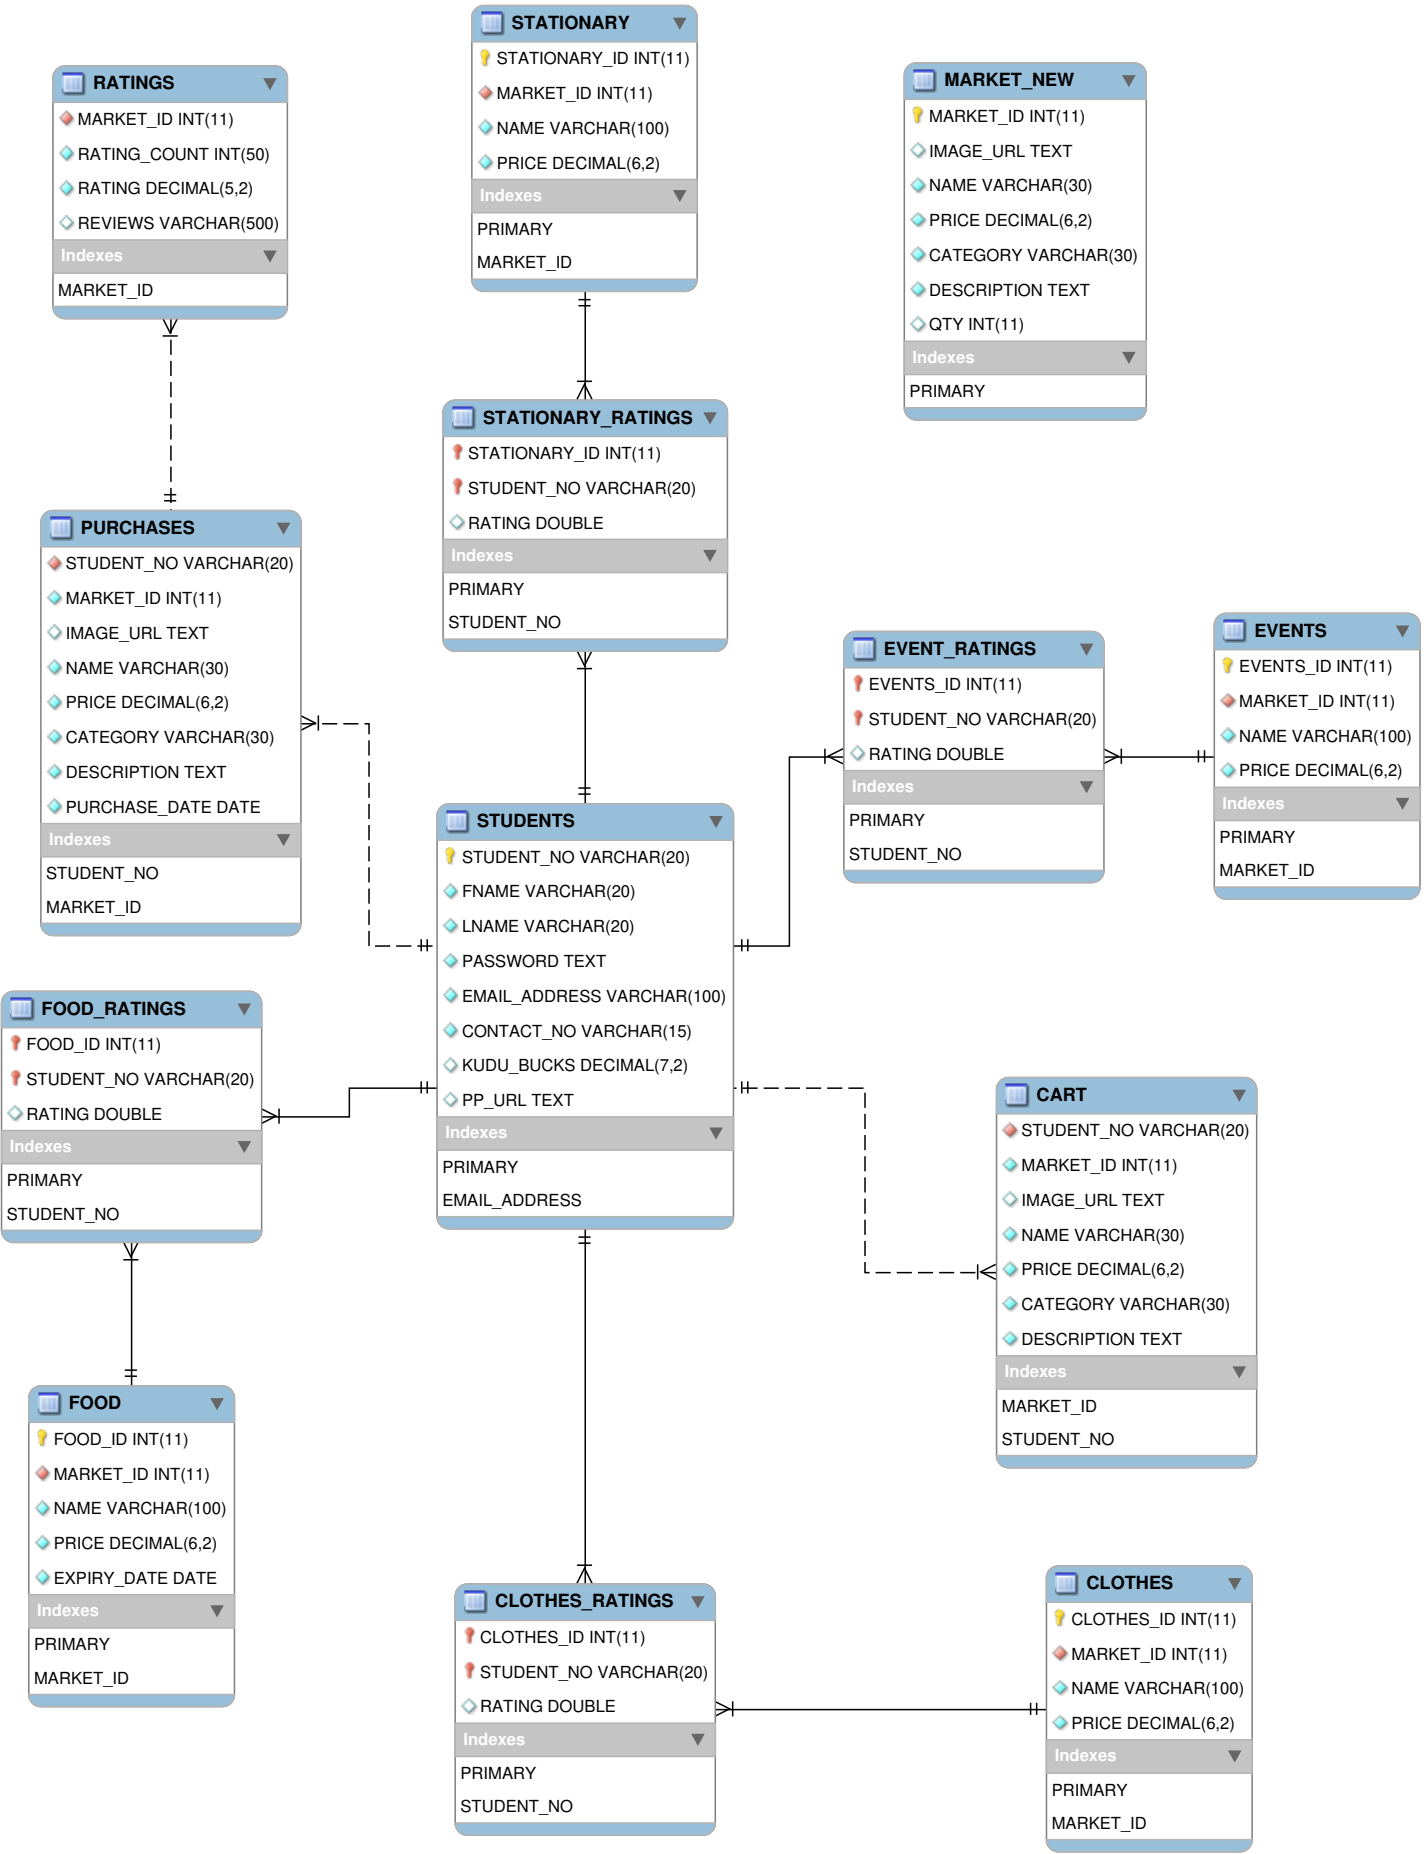 STATIONARY
STATIONARY_ID INT(11)
MARKET_ID INT(11)
NAME VARCHAR(100)
PRICE DECIMAL(6,2)
Indexes
PRIMARY
MARKET_ID
RATINGS
MARKET_ID INT(11)
RATING_COUNT INT(50)
RATING DECIMAL(5,2)
REVIEWS VARCHAR(500)
Indexes
MARKET_ID
MARKET_NEW
MARKET_ID INT(11)
IMAGE_URL TEXT
NAME VARCHAR(30)
PRICE DECIMAL(6,2)
CATEGORY VARCHAR(30)
DESCRIPTION TEXT
QTY INT(11)
Indexes
PRIMARY
STATIONARY_RATINGS
STATIONARY_ID INT(11)
STUDENT_NO VARCHAR(20)
RATING DOUBLE
Indexes
PRIMARY
STUDENT_NO
PURCHASES
STUDENT_NO VARCHAR(20)
MARKET_ID INT(11)
IMAGE_URL TEXT
NAME VARCHAR(30)
PRICE DECIMAL(6,2)
CATEGORY VARCHAR(30)
DESCRIPTION TEXT
PURCHASE_DATE DATE
Indexes
STUDENT_NO
MARKET_ID
EVENT_RATINGS
EVENTS_ID INT(11)
STUDENT_NO VARCHAR(20)
RATING DOUBLE
Indexes
PRIMARY
STUDENT_NO
EVENTS
EVENTS_ID INT(11)
MARKET_ID INT(11)
NAME VARCHAR(100)
PRICE DECIMAL(6,2)
Indexes
PRIMARY
MARKET_ID
STUDENTS
STUDENT_NO VARCHAR(20)
FNAME VARCHAR(20)
LNAME VARCHAR(20)
PASSWORD TEXT
EMAIL_ADDRESS VARCHAR(100)
CONTACT_NO VARCHAR(15)
KUDU_BUCKS DECIMAL(7,2)
PP_URL TEXT
Indexes
PRIMARY
EMAIL_ADDRESS
FOOD_RATINGS
FOOD_ID INT(11)
STUDENT_NO VARCHAR(20)
RATING DOUBLE
Indexes
PRIMARY
STUDENT_NO
CART
STUDENT_NO VARCHAR(20)
MARKET_ID INT(11)
IMAGE_URL TEXT
NAME VARCHAR(30)
PRICE DECIMAL(6,2)
CATEGORY VARCHAR(30)
DESCRIPTION TEXT
Indexes
MARKET_ID
STUDENT_NO
FOOD
FOOD_ID INT(11)
MARKET_ID INT(11)
NAME VARCHAR(100)
PRICE DECIMAL(6,2)
EXPIRY_DATE DATE
Indexes
PRIMARY
MARKET_ID
CLOTHES_RATINGS
CLOTHES_ID INT(11)
STUDENT_NO VARCHAR(20)
RATING DOUBLE
Indexes
PRIMARY
STUDENT_NO
CLOTHES
CLOTHES_ID INT(11)
MARKET_ID INT(11)
NAME VARCHAR(100)
PRICE DECIMAL(6,2)
Indexes
PRIMARY
MARKET_ID